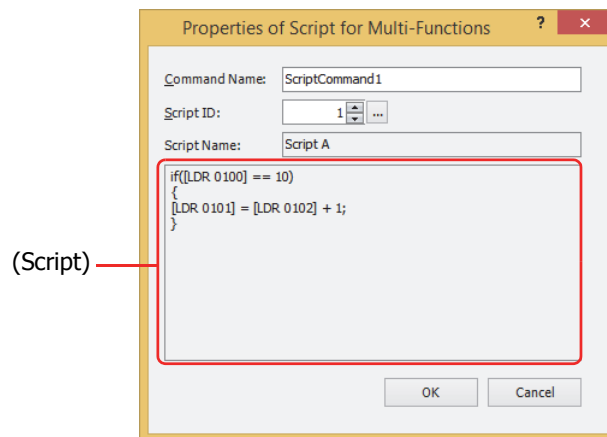 Properties of Script for Multi-Functions ? ×
Command Name: ScriptCommand1
Script ID: 1 ...
Script Name: Script A
if([LDR 0100] == 10)
{
[LDR 0101] = [LDR 0102] + 1;
}
(Script)
OK Cancel